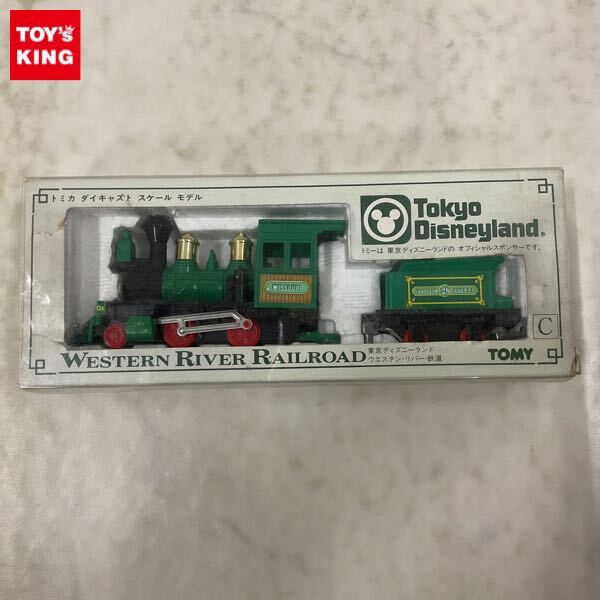 TOY's
KING
トミカ ダイキャスト スケール モデル
Tokyo
Disneyland®
トミーは 東京ディズニーランドの オフィシャルスポンサーです。
Missouri
28
C
WESTERN RIVER RAILROAD
東京ディズニーランド
ウエスタン・リバー・鉄道
TOMY